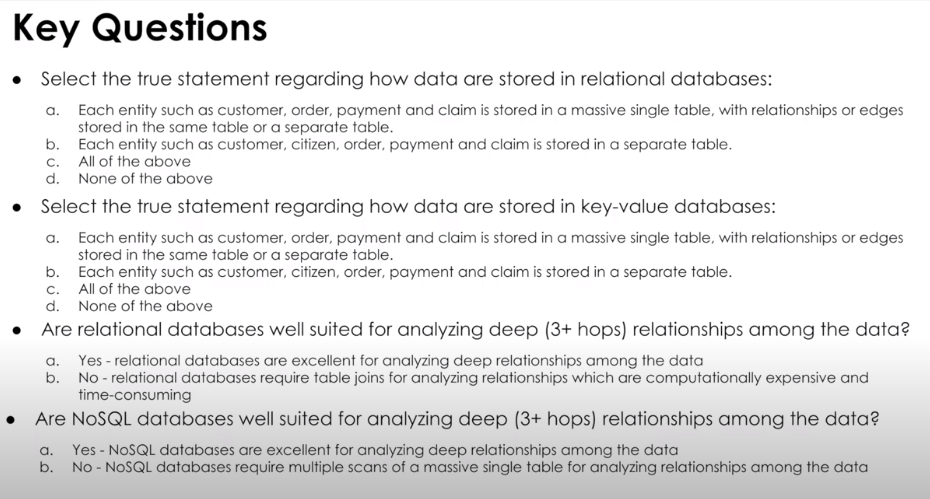 Key Questions
• Select the true statement regarding how data are stored in relational databases:
a. Each entity such as customer, order, payment and claim is stored in a massive single table, with relationships or edges
stored in the same table or a separate table.
b. Each entity such as customer, citizen, order, payment and claim is stored in a separate table.
c. All of the above
d. None of the above
• Select the true statement regarding how data are stored in key-value databases:
a. Each entity such as customer, order, payment and claim is stored in a massive single table, with relationships or edges
stored in the same table or a separate table.
b. Each entity such as customer, citizen, order, payment and claim is stored in a separate table.
c. All of the above
d. None of the above
• Are relational databases well suited for analyzing deep (3+ hops) relationships among the data?
a. Yes - relational databases are excellent for analyzing deep relationships among the data
b. No - relational databases require table joins for analyzing relationships which are computationally expensive and
time-consuming
• Are NoSQL databases well suited for analyzing deep (3+ hops) relationships among the data?
a. Yes - NoSQL databases are excellent for analyzing deep relationships among the data
b. No - NoSQL databases require multiple scans of a massive single table for analyzing relationships among the data